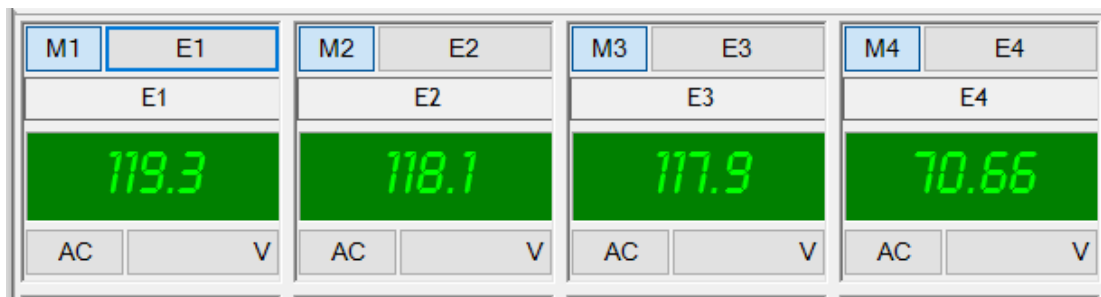 M1 E1 M2 E2 M3 E3 M4 E4
E1 E2 E3 E4
119.3 118.1 117.9 70.66
AC V AC V AC V AC V